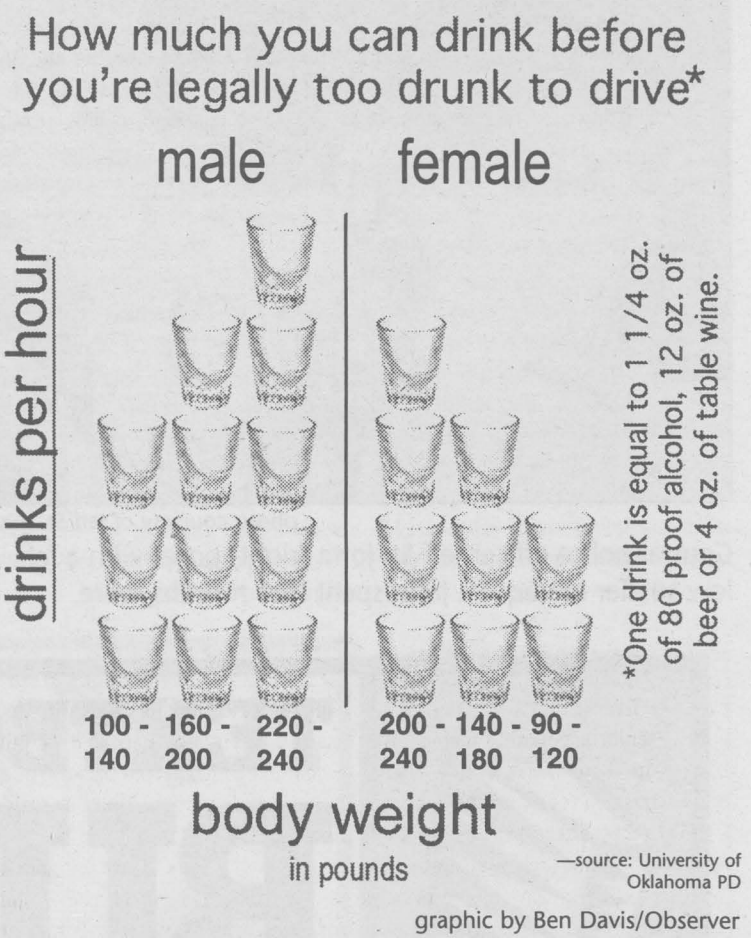 How much you can drink before
you're legally too drunk to drive*
male
female
drinks per hour
100 - 160 - 220 -
140 200 240
200 - 140 - 90 -
240 180 120
body weight
in pounds
*One drink is equal to 1 1/4 oz.
of 80 proof alcohol, 12 oz. of
beer or 4 oz. of table wine.
—source: University of
Oklahoma PD
graphic by Ben Davis/Observer